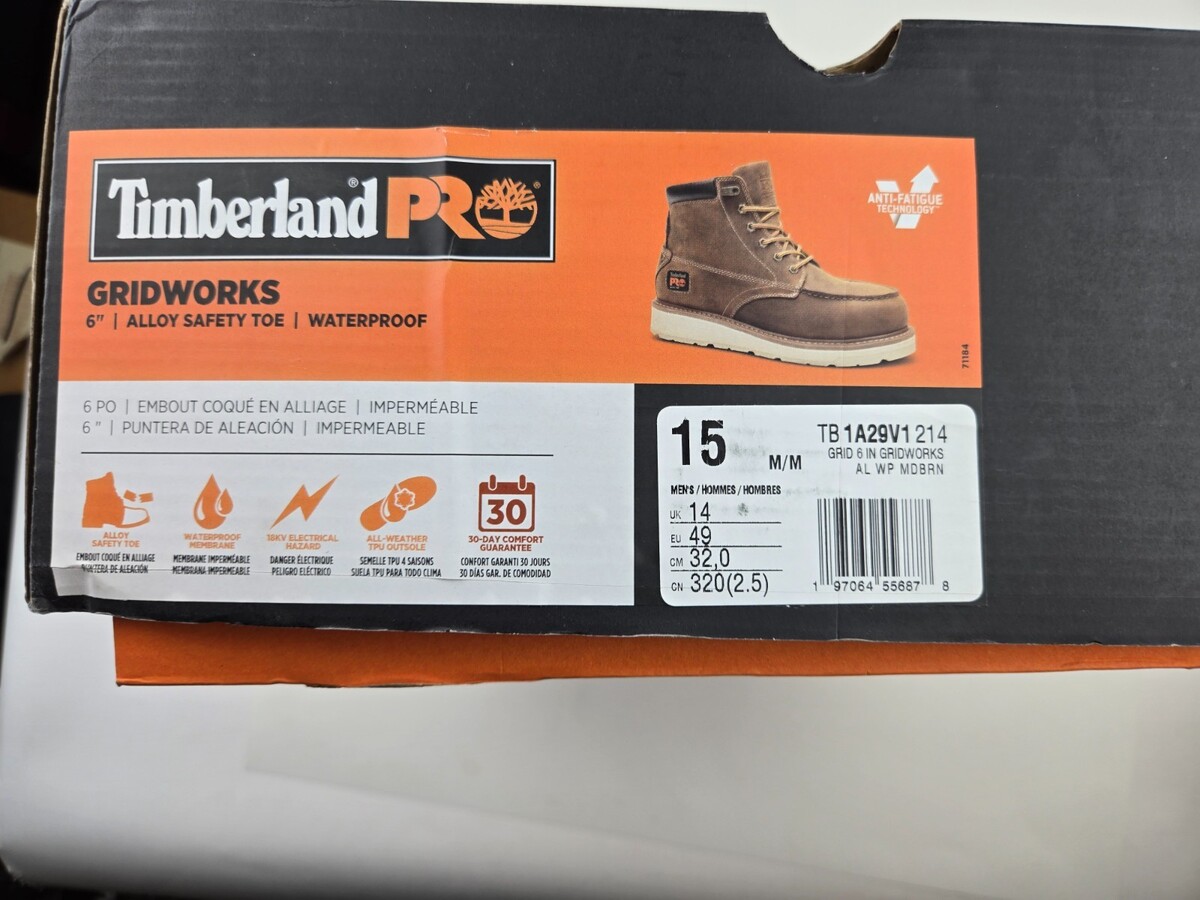 Timberland® PRO®
GRIDWORKS
6" | ALLOY SAFETY TOE | WATERPROOF
ANTI-FATIGUE
TECHNOLOGY
PRO
71184
6 PO | EMBOUT COQUÉ EN ALLIAGE | IMPERMÉABLE
6 " | PUNTERA DE ALEACIÓN | IMPERMEABLE
ALLOY
SAFETY TOE
EMBOUT COQUÉ EN ALLIAGE
PUNTERA DE ALEACIÓN
WATERPROOF
MEMBRANE
MEMBRANE IMPERMÉABLE
MEMBRANA IMPERMEABLE
18KV ELECTRICAL
HAZARD
DANGER ÉLECTRIQUE
PELIGRO ELÉCTRICO
ALL-WEATHER
TPU OUTSOLE
SEMELLE TPU 4 SAISONS
SUELA TPU PARA TODO CLIMA
30
30-DAY COMFORT
GUARANTEE
CONFORT GARANTI 30 JOURS
30 DÍAS GAR. DE COMODIDAD
15 M/M
MEN'S / HOMMES / HOMBRES
UK 14
EU 49
CM 32,0
CN 320(2.5)
TB 1A29V1 214
GRID 6 IN GRIDWORKS
AL WP MDBRN
1 97064 55687 8